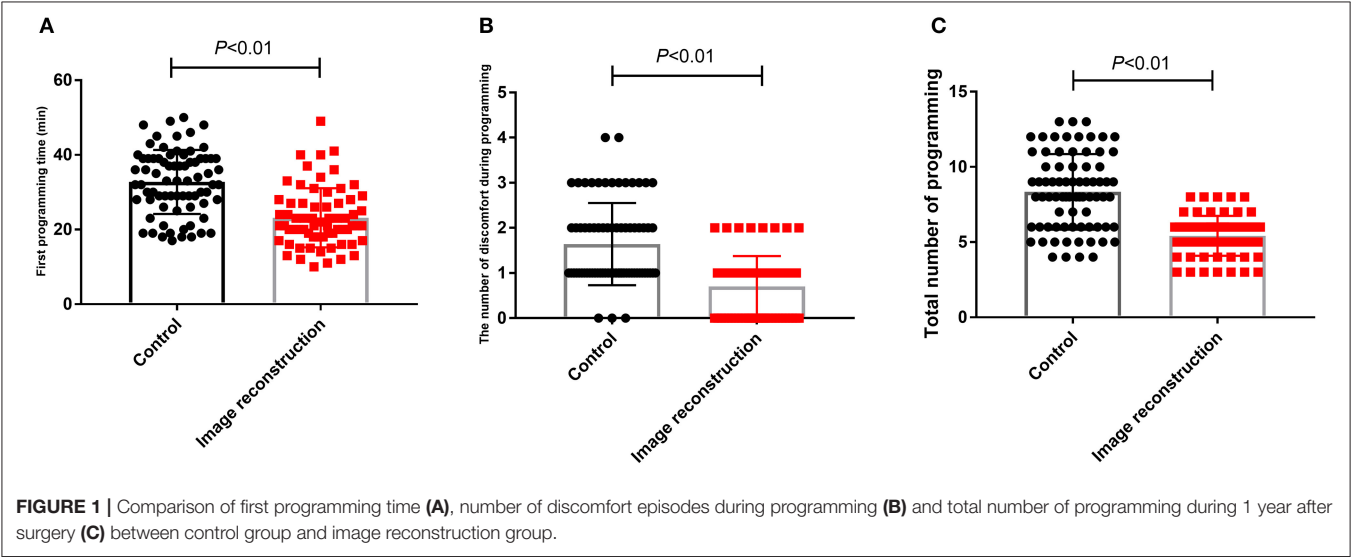 A
P<0.01
First programming time (min)
60
40
20
0
Control
Image reconstruction
B
P<0.01
The number of discomfort during programming
5
4
3
2
1
0
Control
Image reconstruction
C
P<0.01
Total number of programming
15
10
5
0
Control
Image reconstruction
FIGURE 1 | Comparison of first programming time (A), number of discomfort episodes during programming (B) and total number of programming during 1 year after
surgery (C) between control group and image reconstruction group.